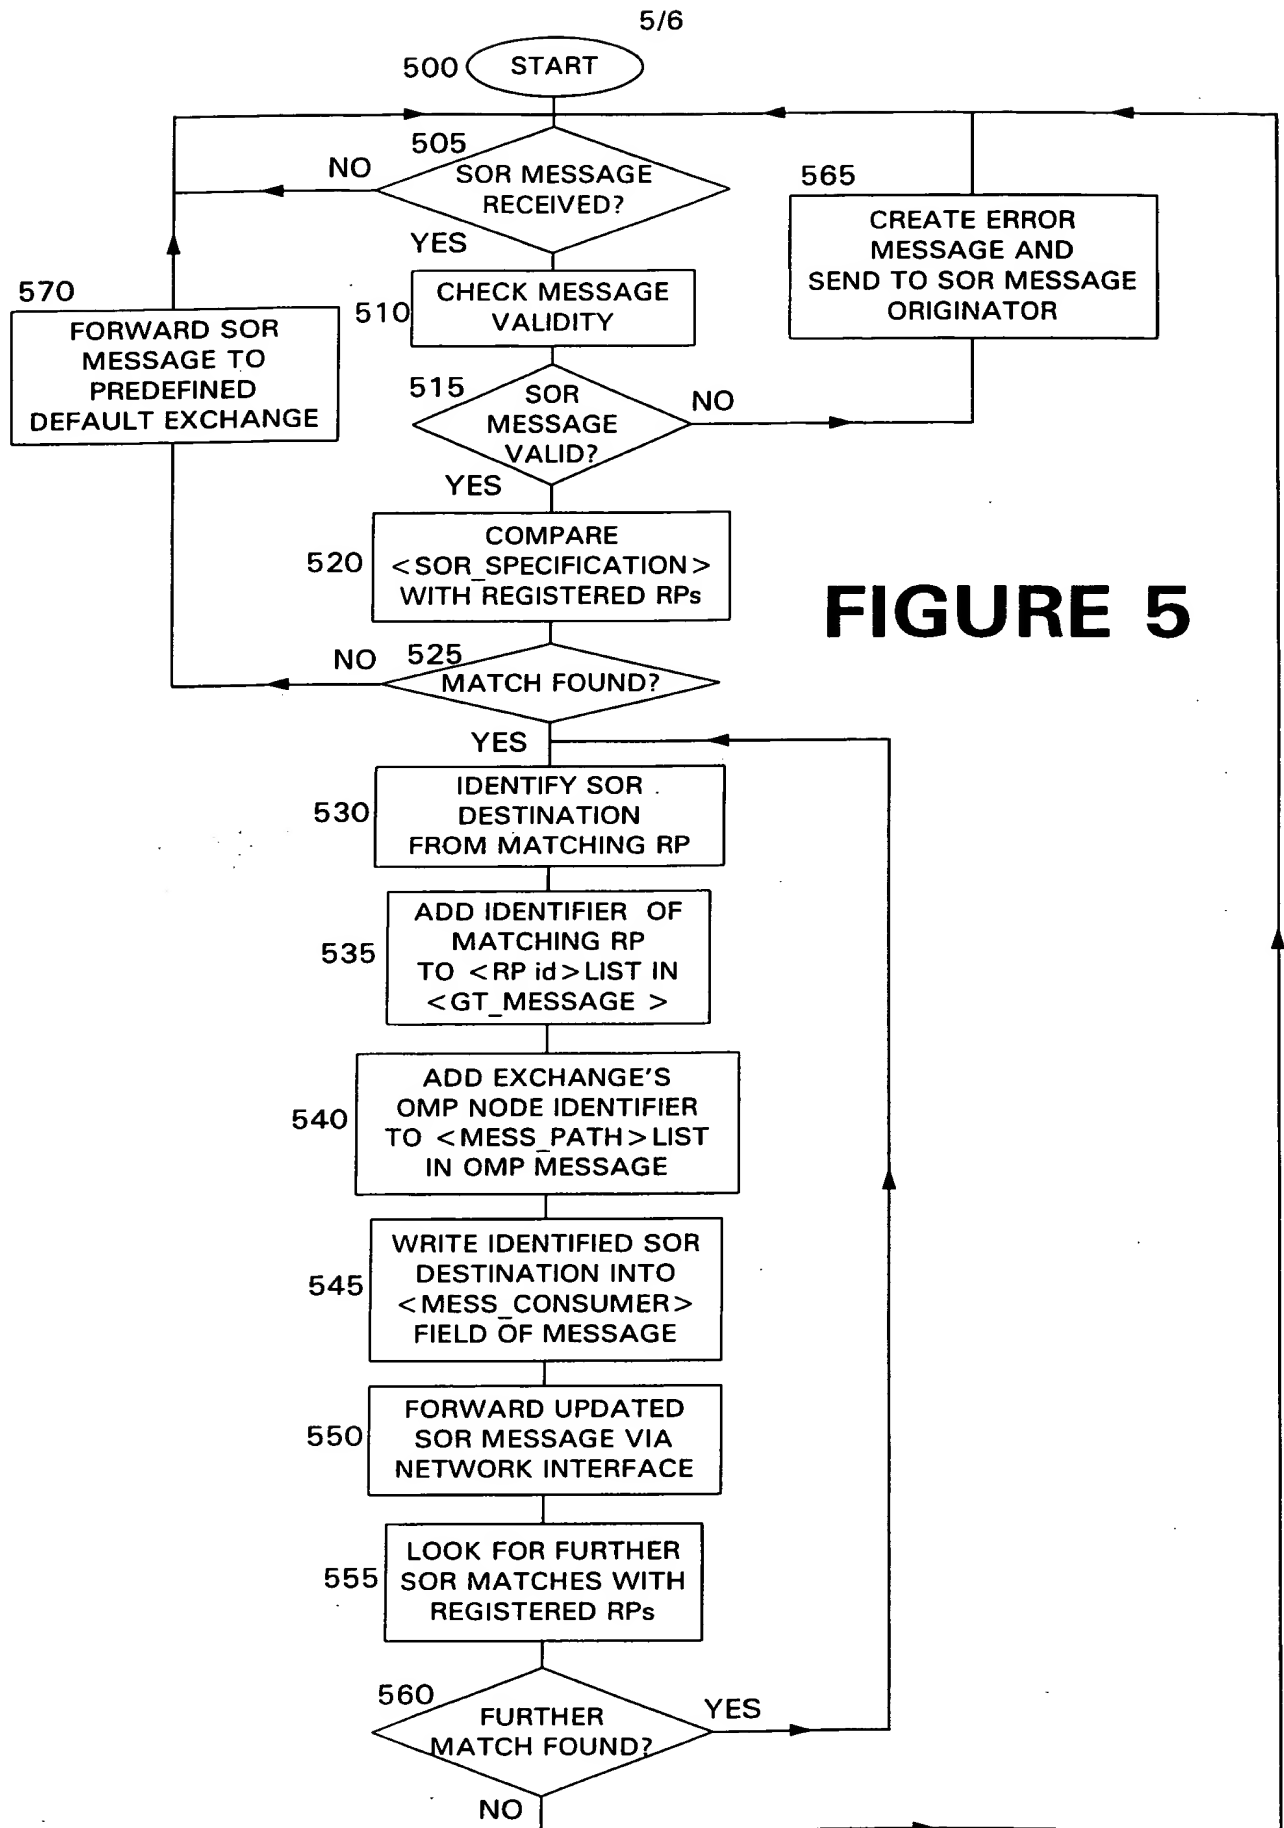 5/6
500
START
505
NO
SOR MESSAGE
RECEIVED?
YES
565
CREATE ERROR
MESSAGE AND
SEND TO SOR MESSAGE
ORIGINATOR
570
FORWARD SOR
MESSAGE TO
PREDEFINED
DEFAULT EXCHANGE
510
CHECK MESSAGE
VALIDITY
515
SOR
MESSAGE
VALID?
NO
YES
520
COMPARE
<SOR_SPECIFICATION>
WITH REGISTERED RPs
FIGURE 5
525
NO
MATCH FOUND?
YES
530
IDENTIFY SOR
DESTINATION
FROM MATCHING RP
535
ADD IDENTIFIER OF
MATCHING RP
TO <RP id> LIST IN
<GT_MESSAGE >
540
ADD EXCHANGE'S
OMP NODE IDENTIFIER
TO <MESS_PATH> LIST
IN OMP MESSAGE
545
WRITE IDENTIFIED SOR
DESTINATION INTO
<MESS_CONSUMER>
FIELD OF MESSAGE
550
FORWARD UPDATED
SOR MESSAGE VIA
NETWORK INTERFACE
555
LOOK FOR FURTHER
SOR MATCHES WITH
REGISTERED RPs
560
FURTHER
MATCH FOUND?
YES
NO